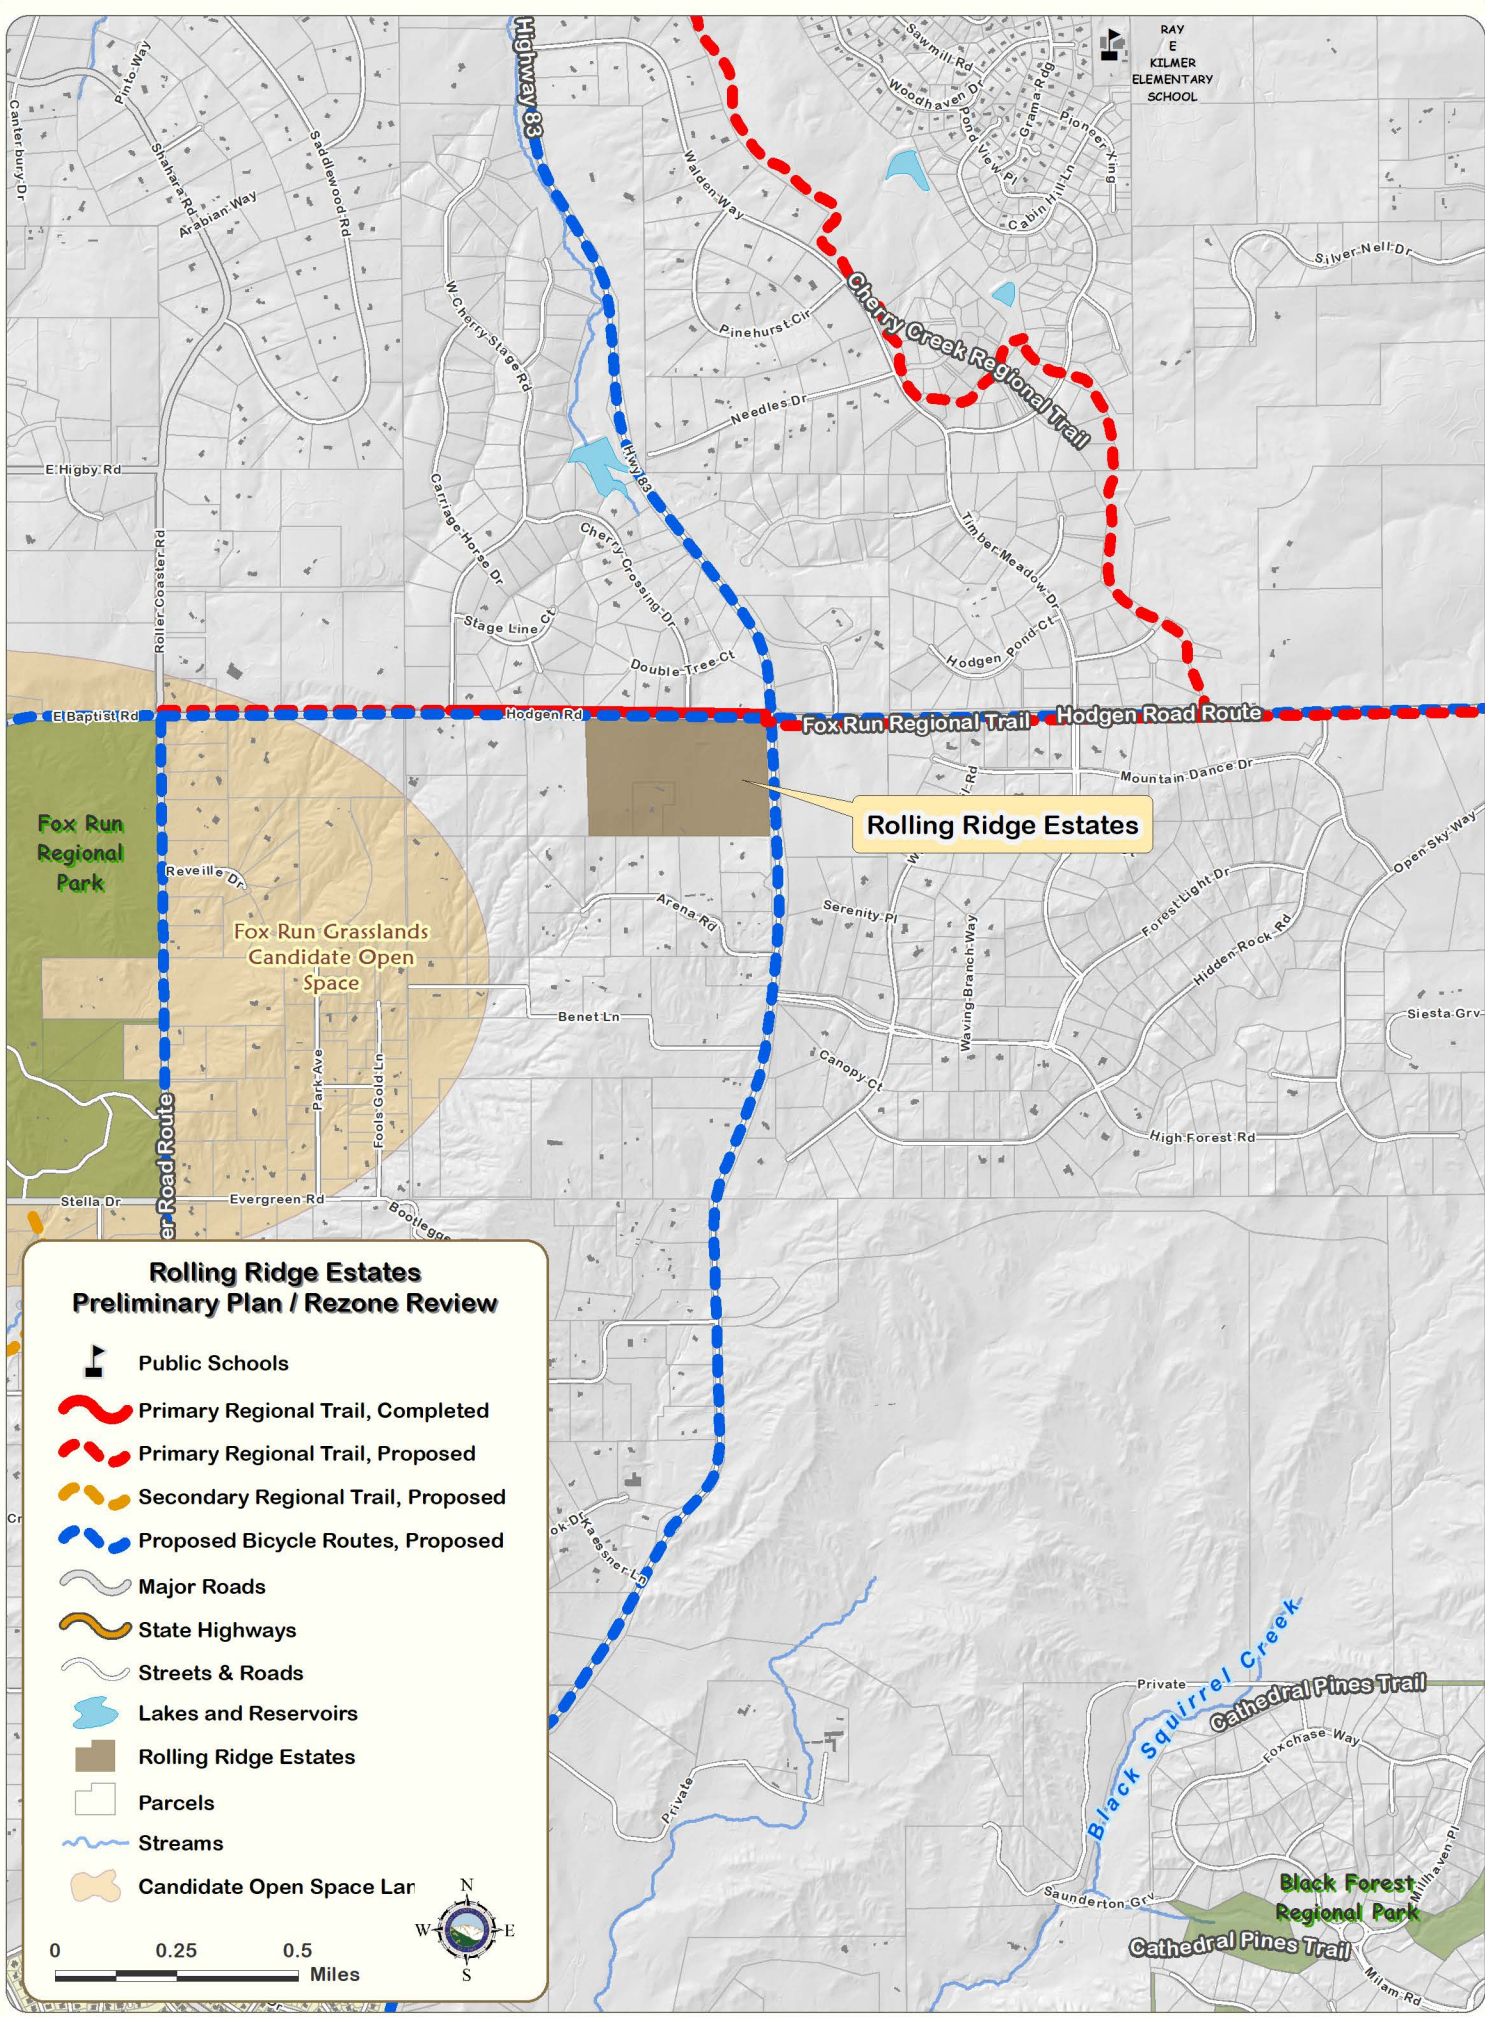 Highway 83
RAY
E
KILMER
ELEMENTARY
SCHOOL
Pinto Way
Canterbury Dr
Shahara Rd
Saddlewood Rd
Arabian Way
Sawmill Rd
Woodhaven Dr
Grama Rdg
Pond View Pl
Pioneer Xing
Cabin Hill Ln
Walden Way
Silver Nell Dr
W Cherry Stage Rd
Pinehurst Cir
Cherry Creek Regional Trail
Needles Dr
E Higby Rd
Hwy 83
Carriage Horse Dr
Cherry Crossing Dr
Timber Meadow Dr
Roller Coaster Rd
Stage Line Ct
Double Tree Ct
Hodgen Pond Ct
E Baptist Rd
Hodgen Rd
Fox Run Regional Trail
Hodgen Road Route
Mountain Dance Dr
Rolling Ridge Estates
Fox Run
Regional
Park
Reveille Dr
Open Sky Way
Forest Light Dr
Arena Rd
Serenity Pl
Hidden Rock Rd
Waving Branch Way
Fox Run Grasslands
Candidate Open
Space
Benet Ln
Siesta Grv
Canopy Ct
Park Ave
Fools Gold Ln
High Forest Rd
er Road Route
Stella Dr
Evergreen Rd
Bootlegge
Rolling Ridge Estates
Preliminary Plan / Rezone Review
Public Schools
Primary Regional Trail, Completed
Primary Regional Trail, Proposed
Secondary Regional Trail, Proposed
Proposed Bicycle Routes, Proposed
Major Roads
State Highways
Streets & Roads
Lakes and Reservoirs
Rolling Ridge Estates
Parcels
Streams
Candidate Open Space Lan
N
W
E
S
0
0.25
0.5
Miles
Cr
ok Dr
Kaessner Ln
Private
Private
Black Squirrel Creek
Cathedral Pines Trail
Foxchase Way
Millhaven Pl
Saunderton Grv
Black Forest
Regional Park
Cathedral Pines Trail
Milam Rd